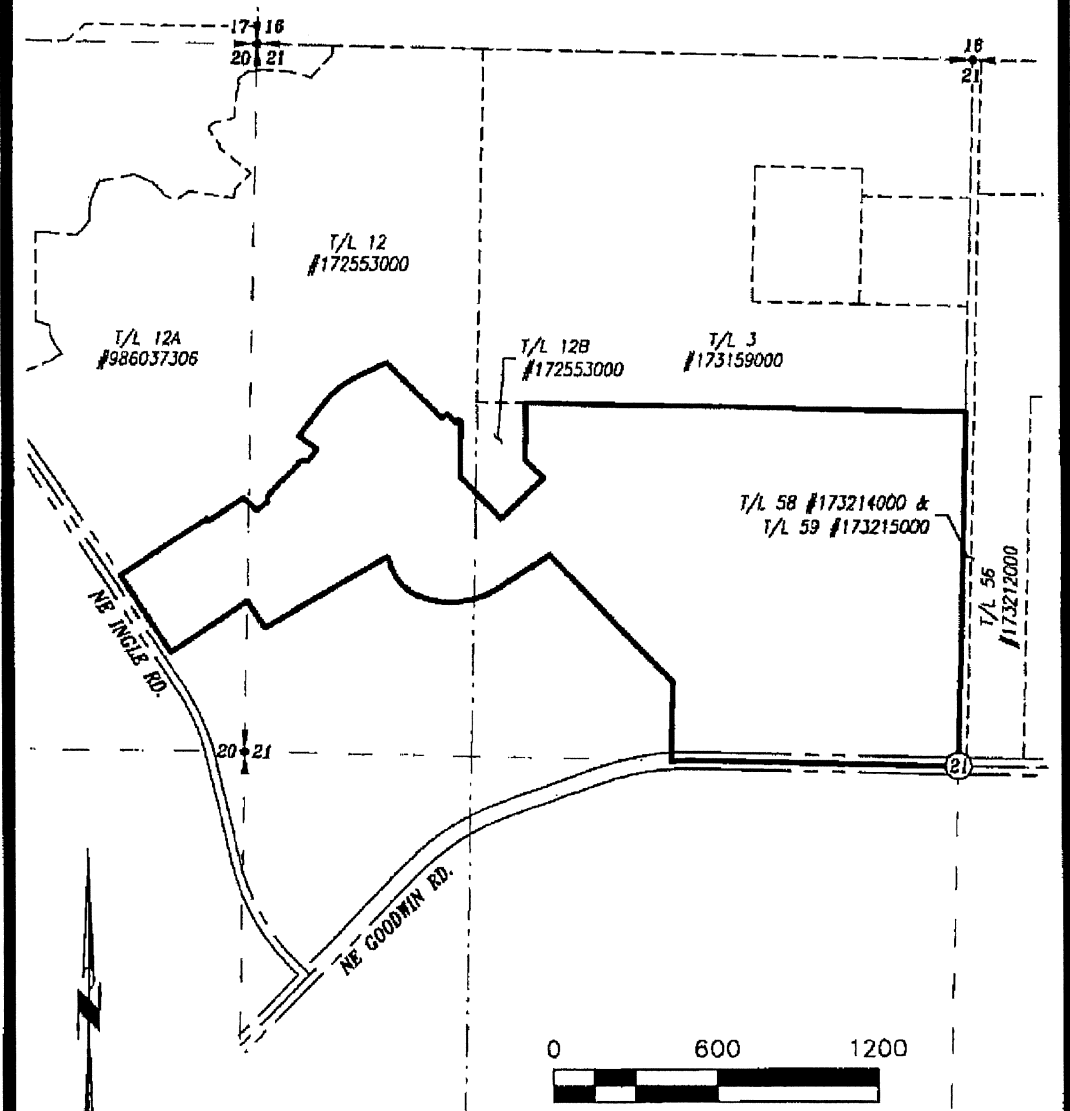 17 16
20 21
16
21
T/L 12
#172553000
T/L 12A
#986037306
T/L 12B
#172553000
T/L 3
#173159000
T/L 58 #173214000 &
T/L 59 #173215000
T/L 56
#173212000
NE INGLE RD.
20 21
21
NE GOODWIN RD.
N
0 600 1200